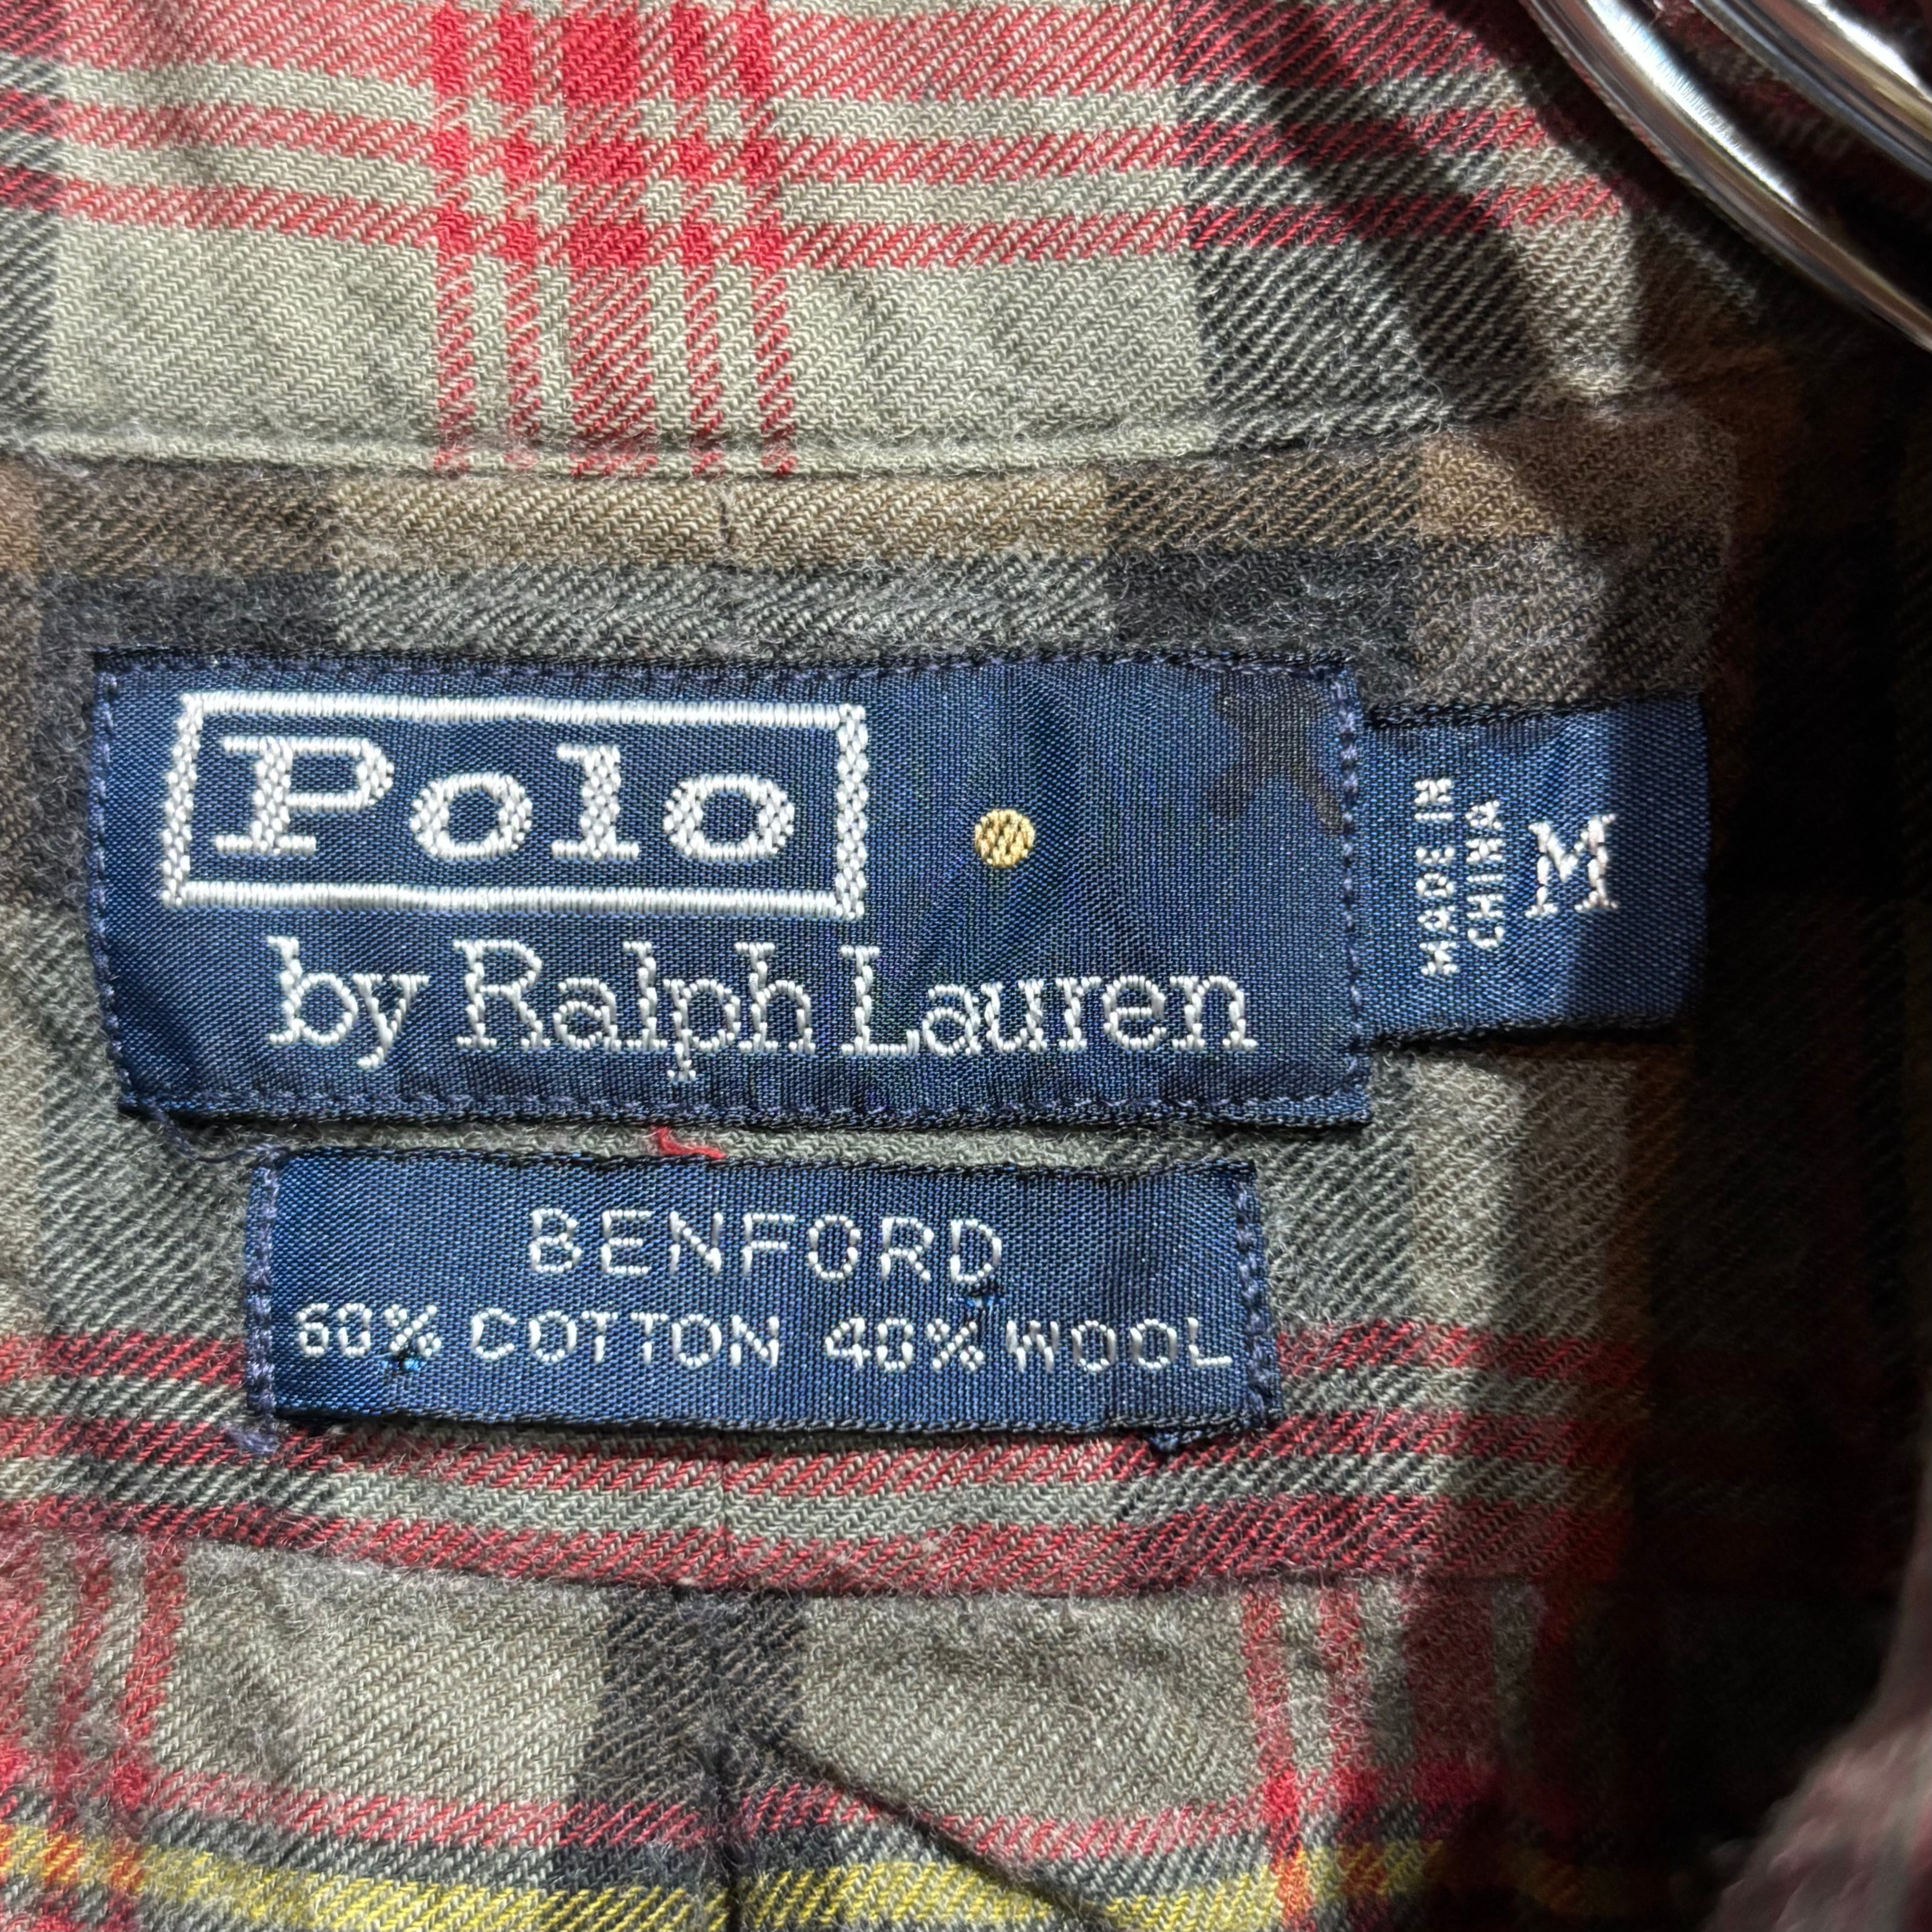 Polo
by Ralph Lauren
MADE IN
CHINA
M
BENFORD
60% COTTON 40% WOOL